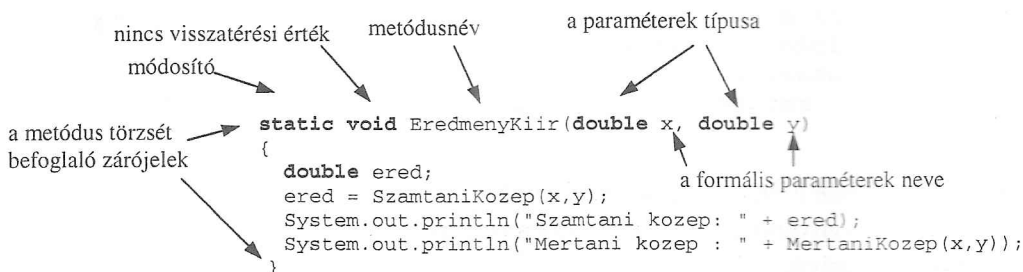 a paraméterek típusa
nincs visszatérési érték
metódusnév
módosító
a metódus törzsét
befoglaló zárójelek
static void EredmenyKiir(double x, double y)
{
double ered;
a formális paraméterek neve
ered = SzamtaniKozep(x,y);
System.out.println("Szamtani kozep: " + ered);
System.out.println("Mertani kozep : " + MertaniKozep(x,y));
}